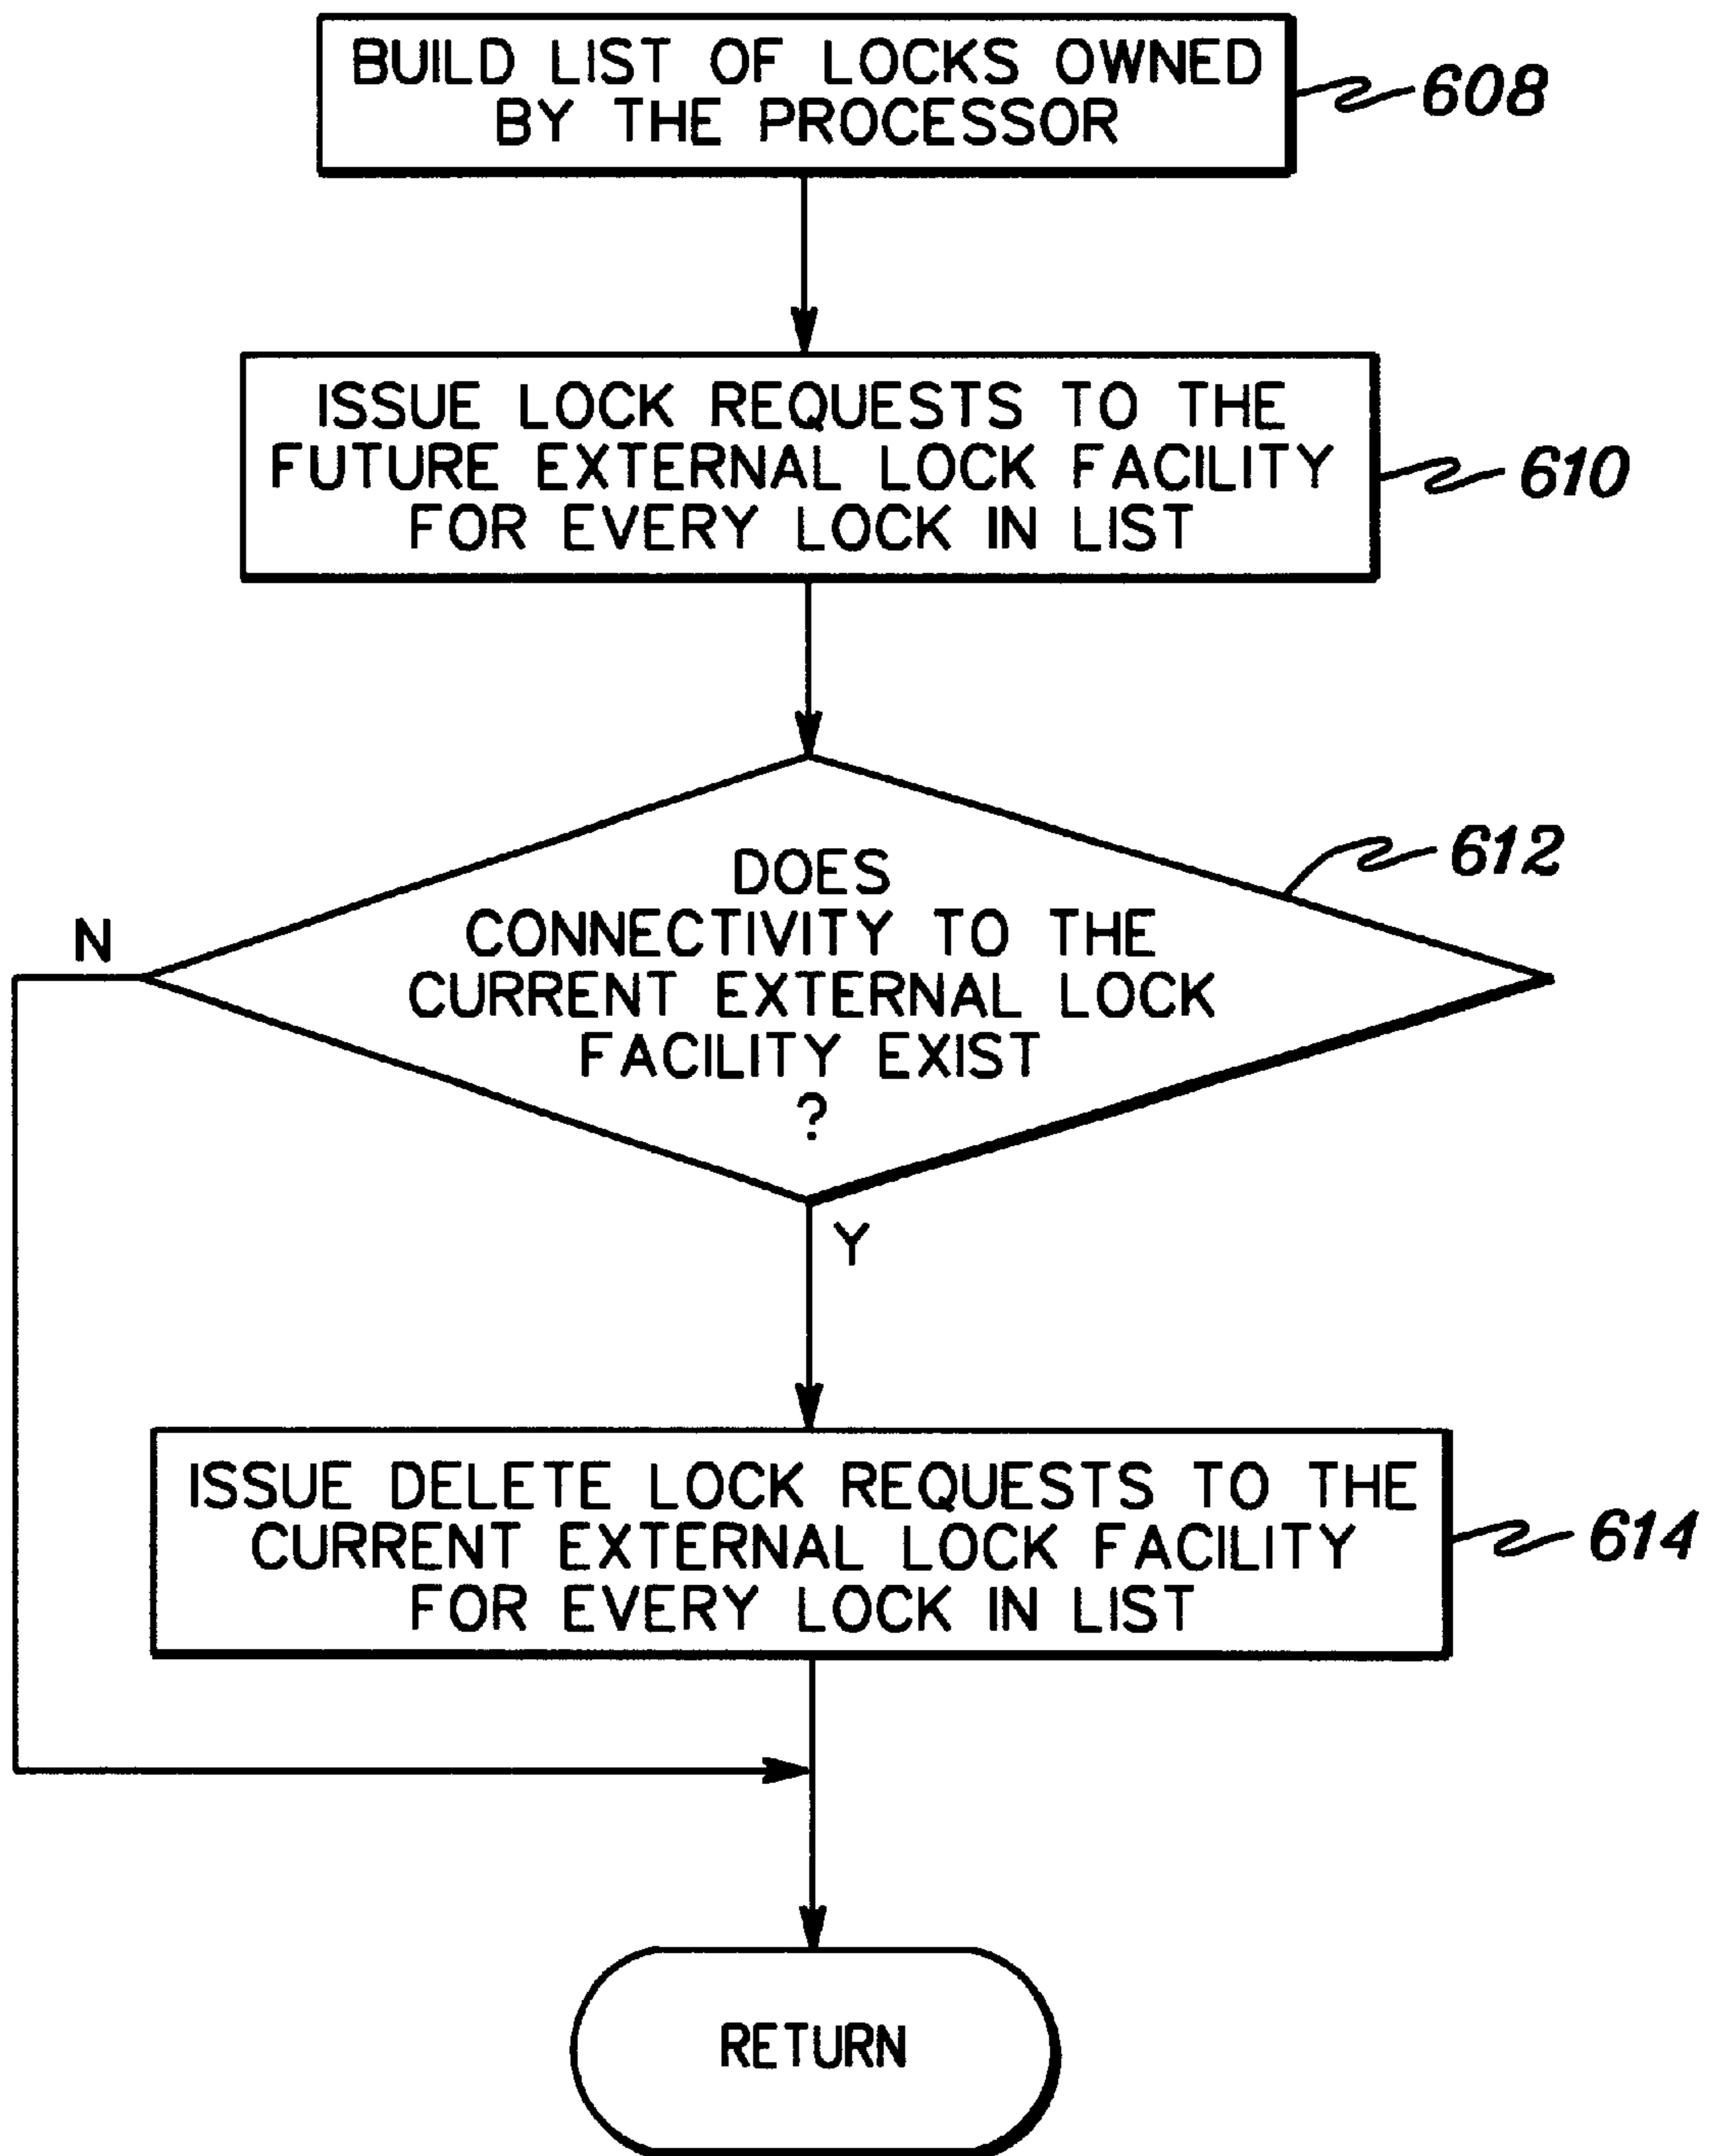 BUILD LIST OF LOCKS OWNED
BY THE PROCESSOR
608
ISSUE LOCK REQUESTS TO THE
FUTURE EXTERNAL LOCK FACILITY
FOR EVERY LOCK IN LIST
610
DOES
CONNECTIVITY TO THE
CURRENT EXTERNAL LOCK
FACILITY EXIST
?
612
N
Y
ISSUE DELETE LOCK REQUESTS TO THE
CURRENT EXTERNAL LOCK FACILITY
FOR EVERY LOCK IN LIST
614
RETURN